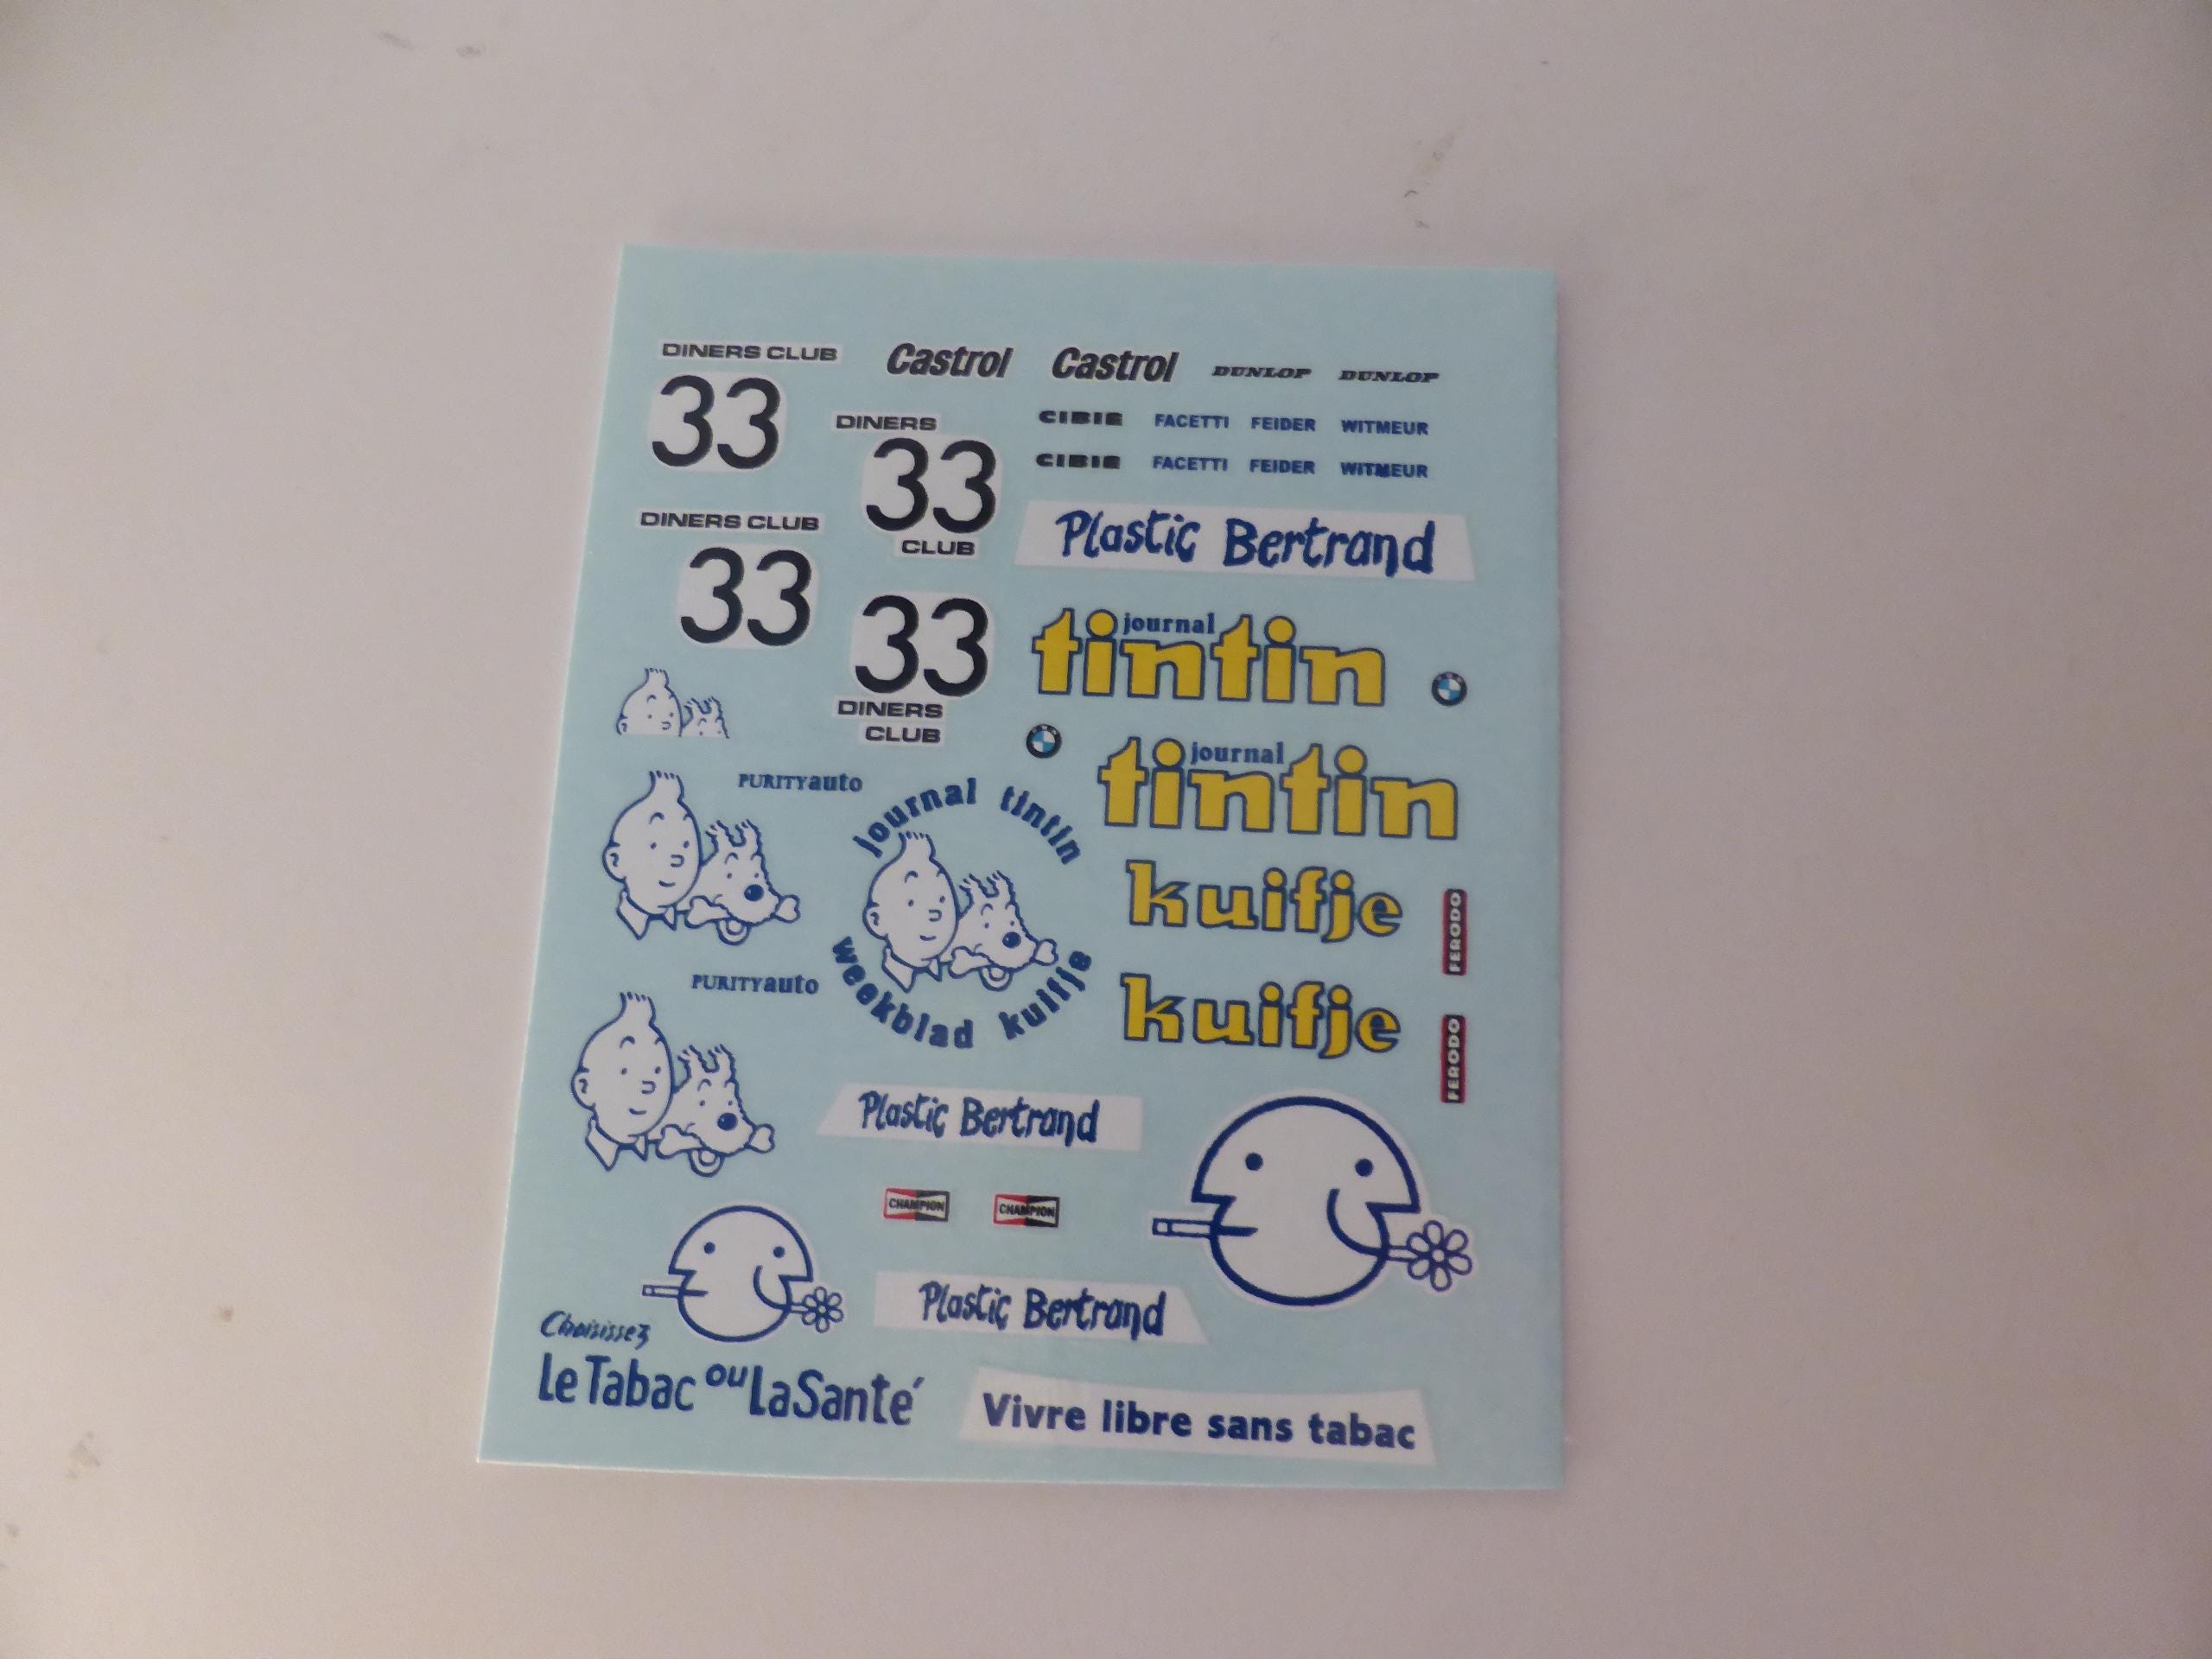 DINERS CLUB
33
Castrol
Castrol
DUNLOP
DUNLOP
DINERS
33
CLUB
CIBIE FACETTI FEIDER WITMEUR
CIBIE FACETTI FEIDER WITMEUR
DINERS CLUB
33
Plastic Bertrand
33
DINERS
CLUB
journal
tintin
journal
tintin
PURITYauto
journal tintin
weekblad kuifje
kuifje
FERODO
PURITYauto
kuifje
FERODO
Plastic Bertrand
CHAMPION
CHAMPION
Plastic Bertrand
Choisissez
Le Tabac ou La Santé
Vivre libre sans tabac